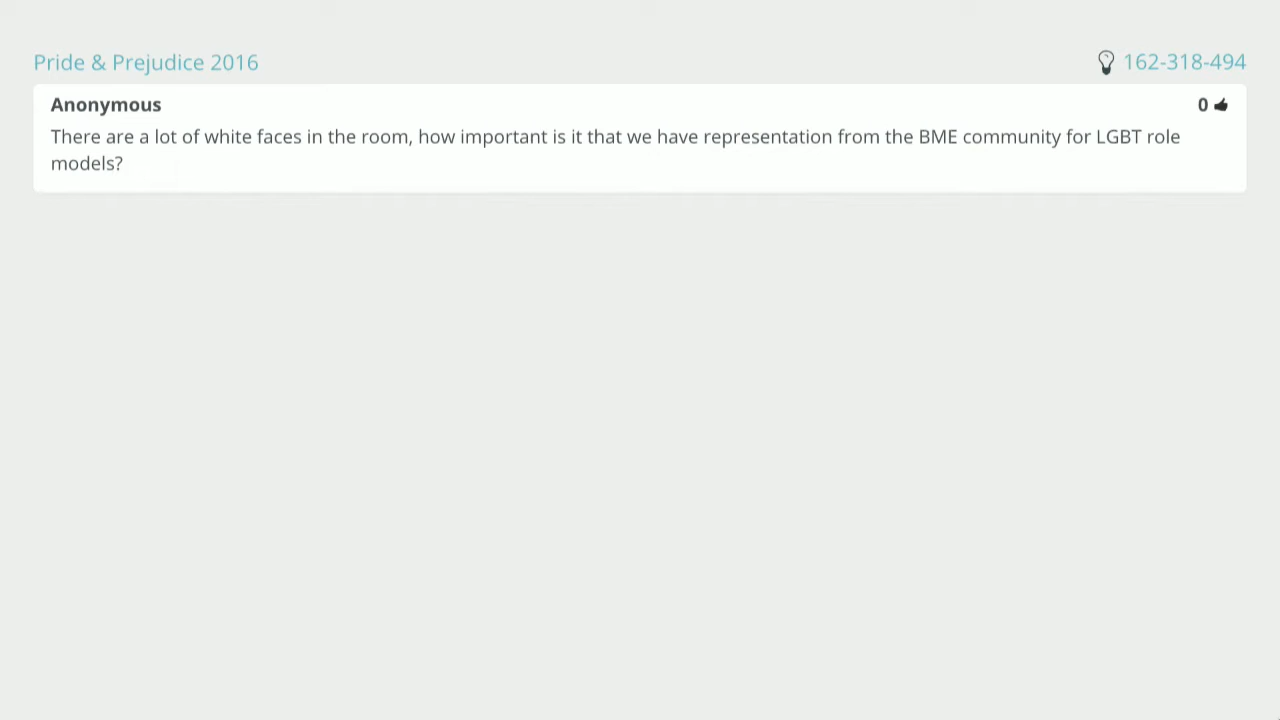 Pride & Prejudice 2016
162-318-494
Anonymous
0
There are a lot of white faces in the room, how important is it that we have representation from the BME community for LGBT role
models?